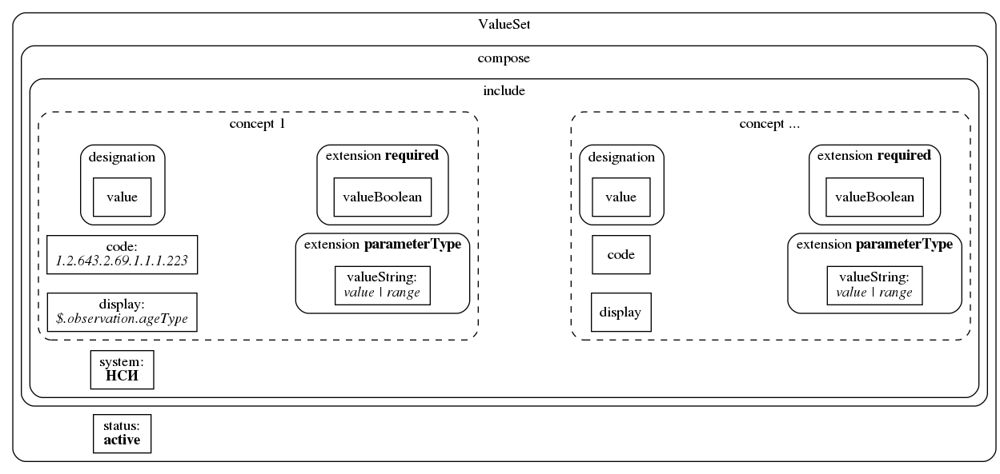 ValueSet
compose
include
concept 1
designation
value
extension required
valueBoolean
code:
1.2.643.2.69.1.1.1.223
extension parameterType
valueString:
value | range
display:
$.observation.ageType
concept ...
designation
value
extension required
valueBoolean
code
extension parameterType
valueString:
value | range
display
system:
НСИ
status:
active